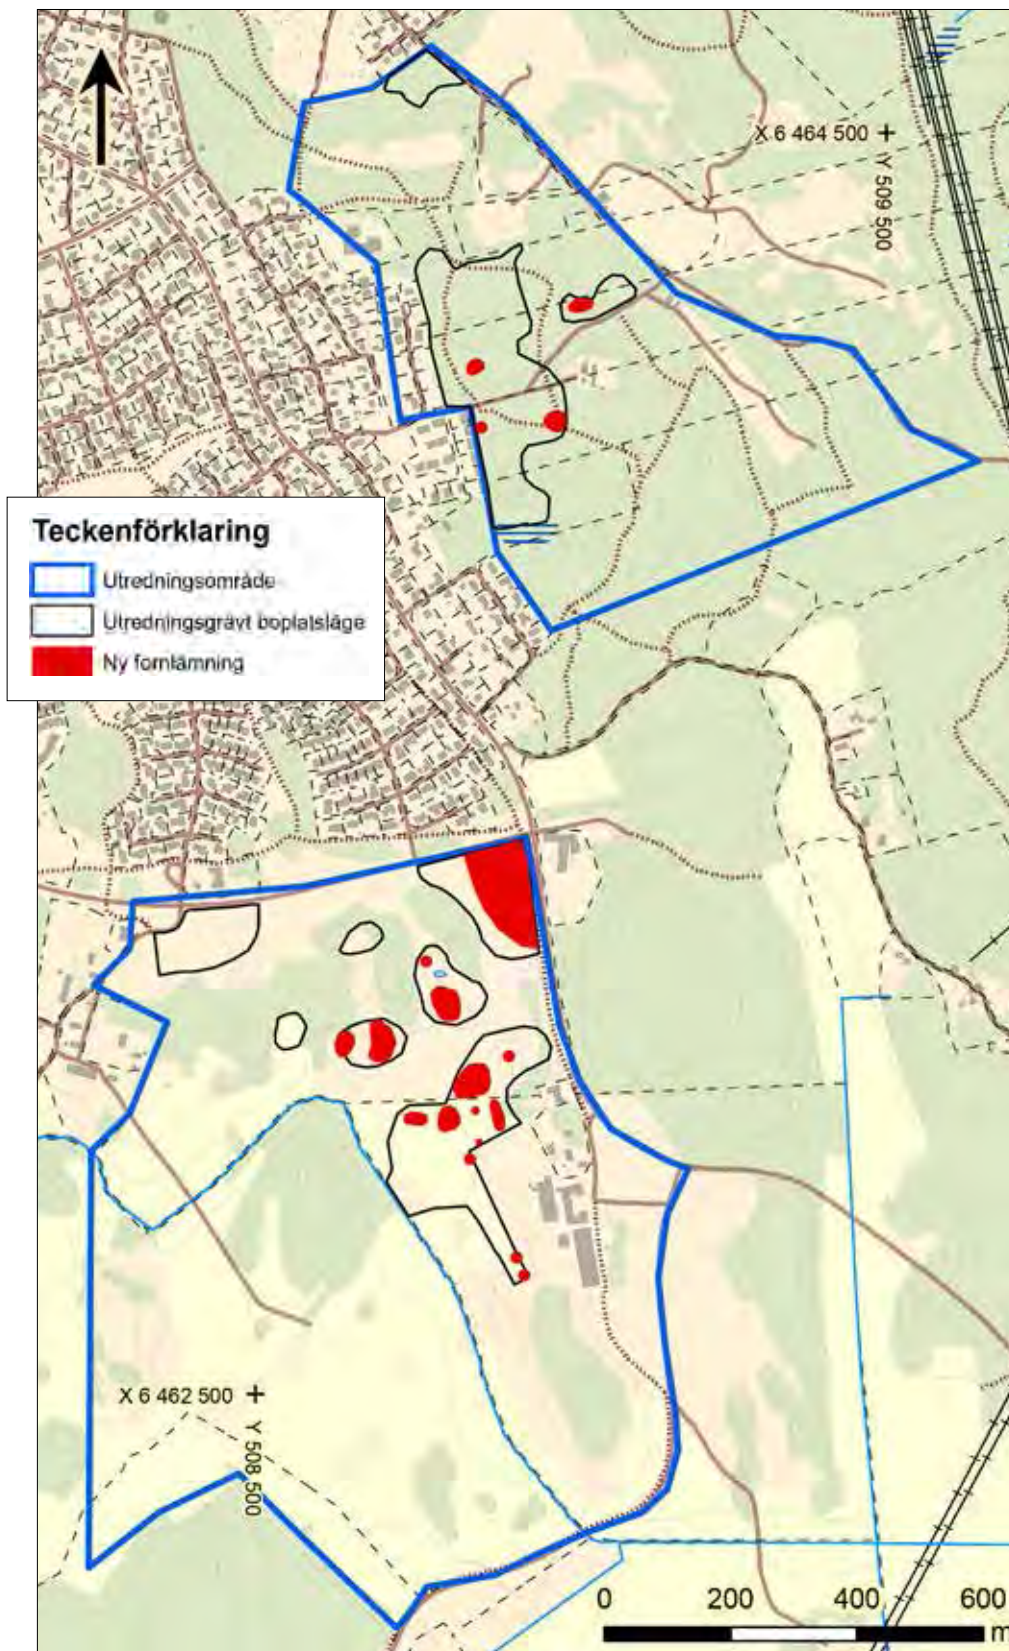 X 6 464 500
Y 509 500
Teckenförklaring
Utredningsområde
Utredningsgrävt boplatsläge
Ny fornlämning
X 6 462 500
Y 508 500
0 200 400 600
m